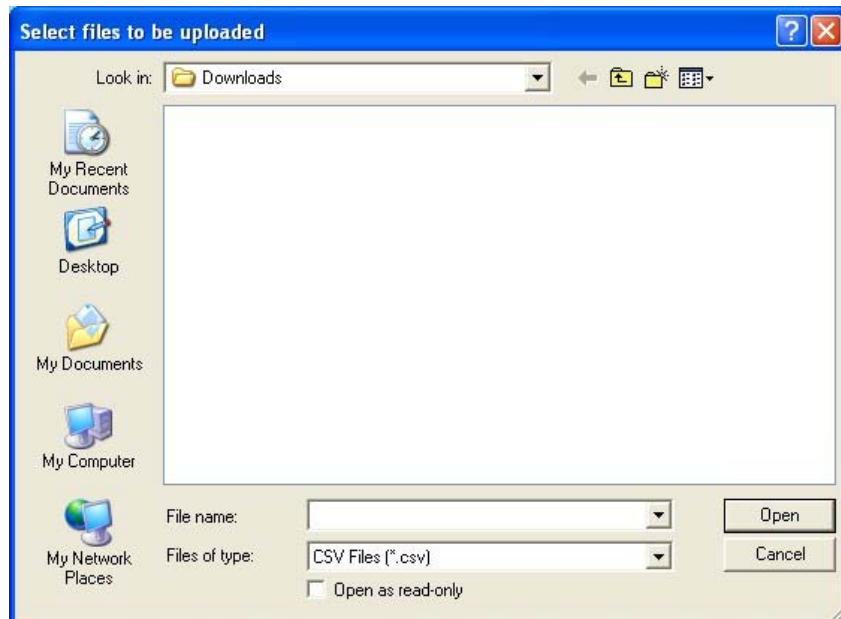 Select files to be uploaded
Look in:
Downloads
My Recent
Documents
Desktop
My Documents
My Computer
My Network
Places
File name:
Open
Files of type:
CSV Files (*.csv)
Cancel
Open as read-only